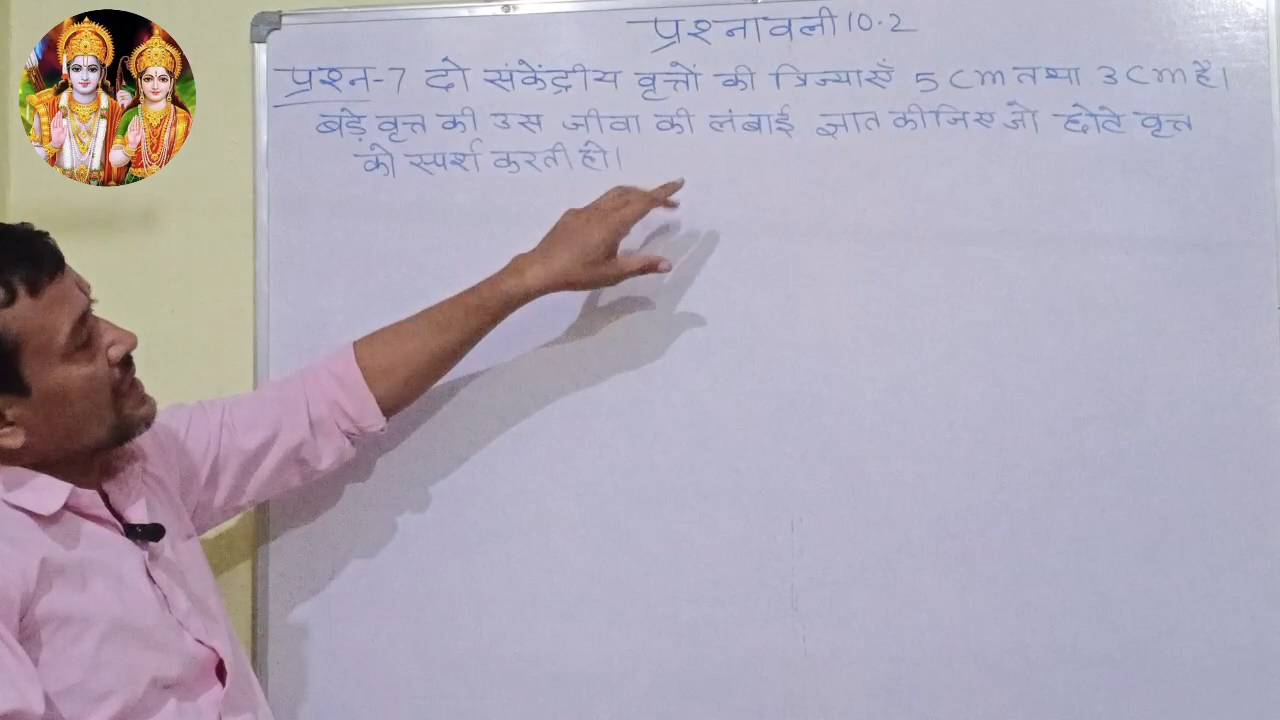 प्रश्नावली 10.2
प्रश्न-7 दो संकेंद्रीय वृत्तों की त्रिज्याएँ 5 cm तथा 3 cm है।
बड़े वृत्त की उस जीवा की लंबाई ज्ञात कीजिए जो छोटे वृत्त
को स्पर्श करती हो।